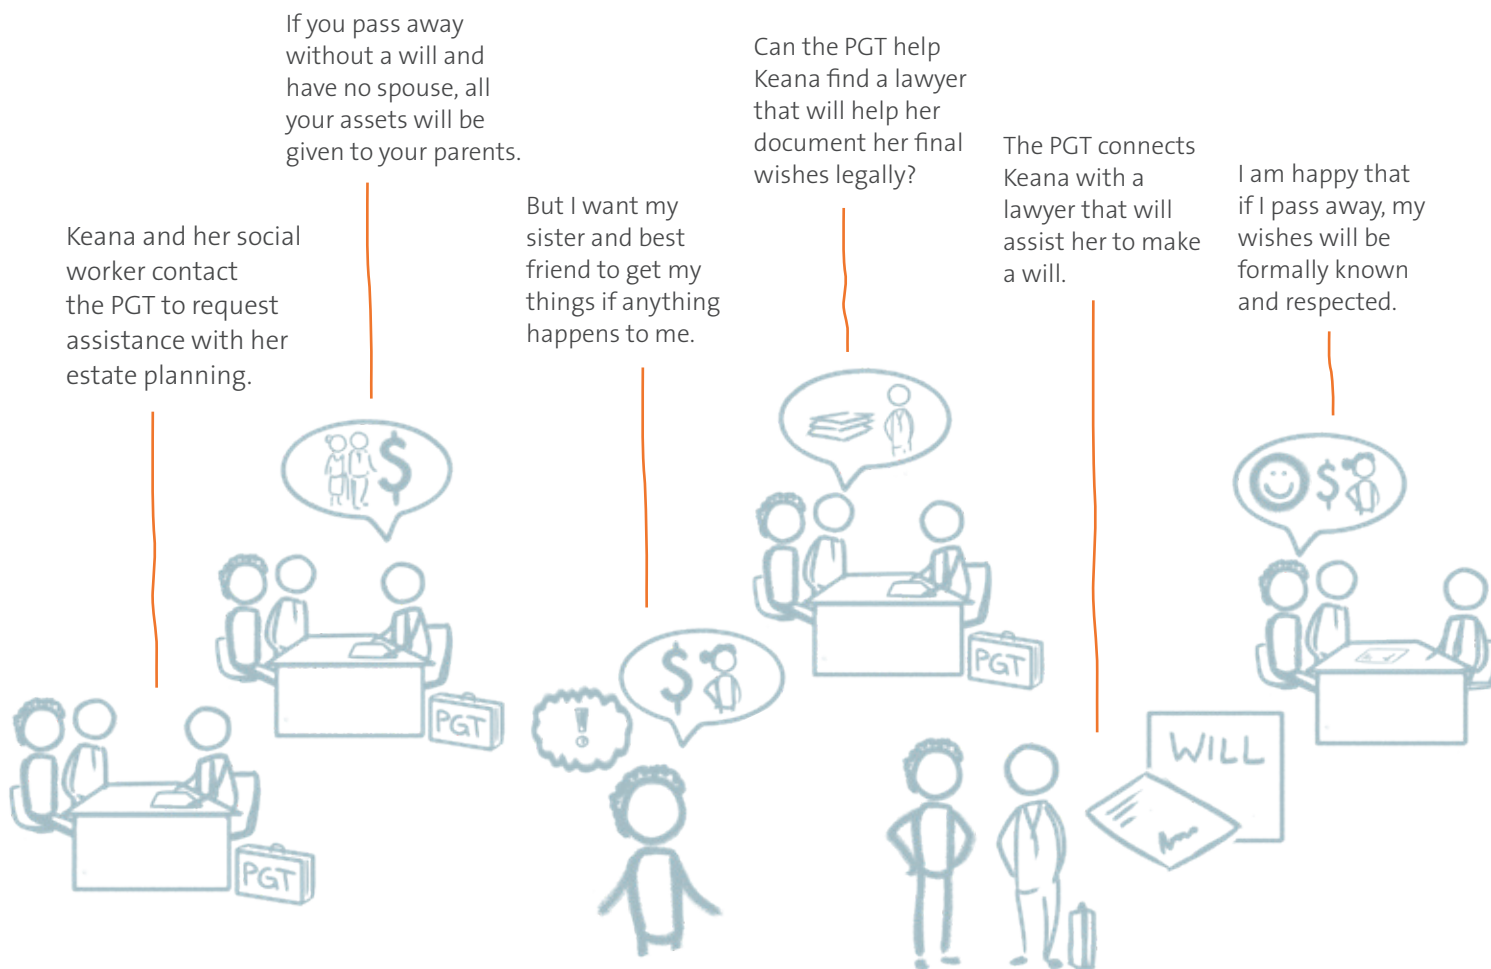 Keana and her social
worker contact
the PGT to request
assistance with her
estate planning.
If you pass away
without a will and
have no spouse, all
your assets will be
given to your parents.
But I want my
sister and best
friend to get my
things if anything
happens to me.
Can the PGT help
Keana find a lawyer
that will help her
document her final
wishes legally?
The PGT connects
Keana with a
lawyer that will
assist her to make
a will.
I am happy that
if I pass away, my
wishes will be
formally known
and respected.
$
$
$
!
PGT
PGT
PGT
WILL